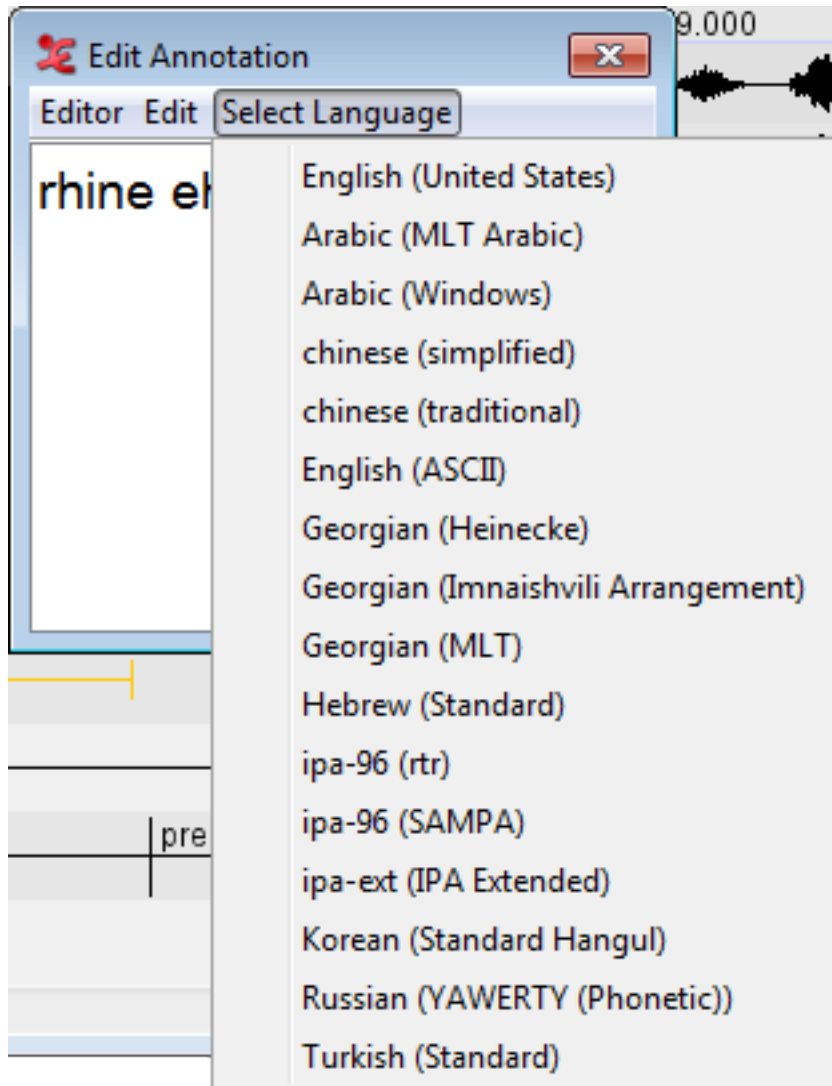 9.000
Edit Annotation
Editor Edit Select Language
rhine
English (United States)
Arabic (MLT Arabic)
Arabic (Windows)
chinese (simplified)
chinese (traditional)
English (ASCII)
Georgian (Heinecke)
Georgian (Imnaishvili Arrangement)
Georgian (MLT)
Hebrew (Standard)
ipa-96 (rtr)
ipa-96 (SAMPA)
pre
ipa-ext (IPA Extended)
Korean (Standard Hangul)
Russian (YAWERTY (Phonetic))
Turkish (Standard)